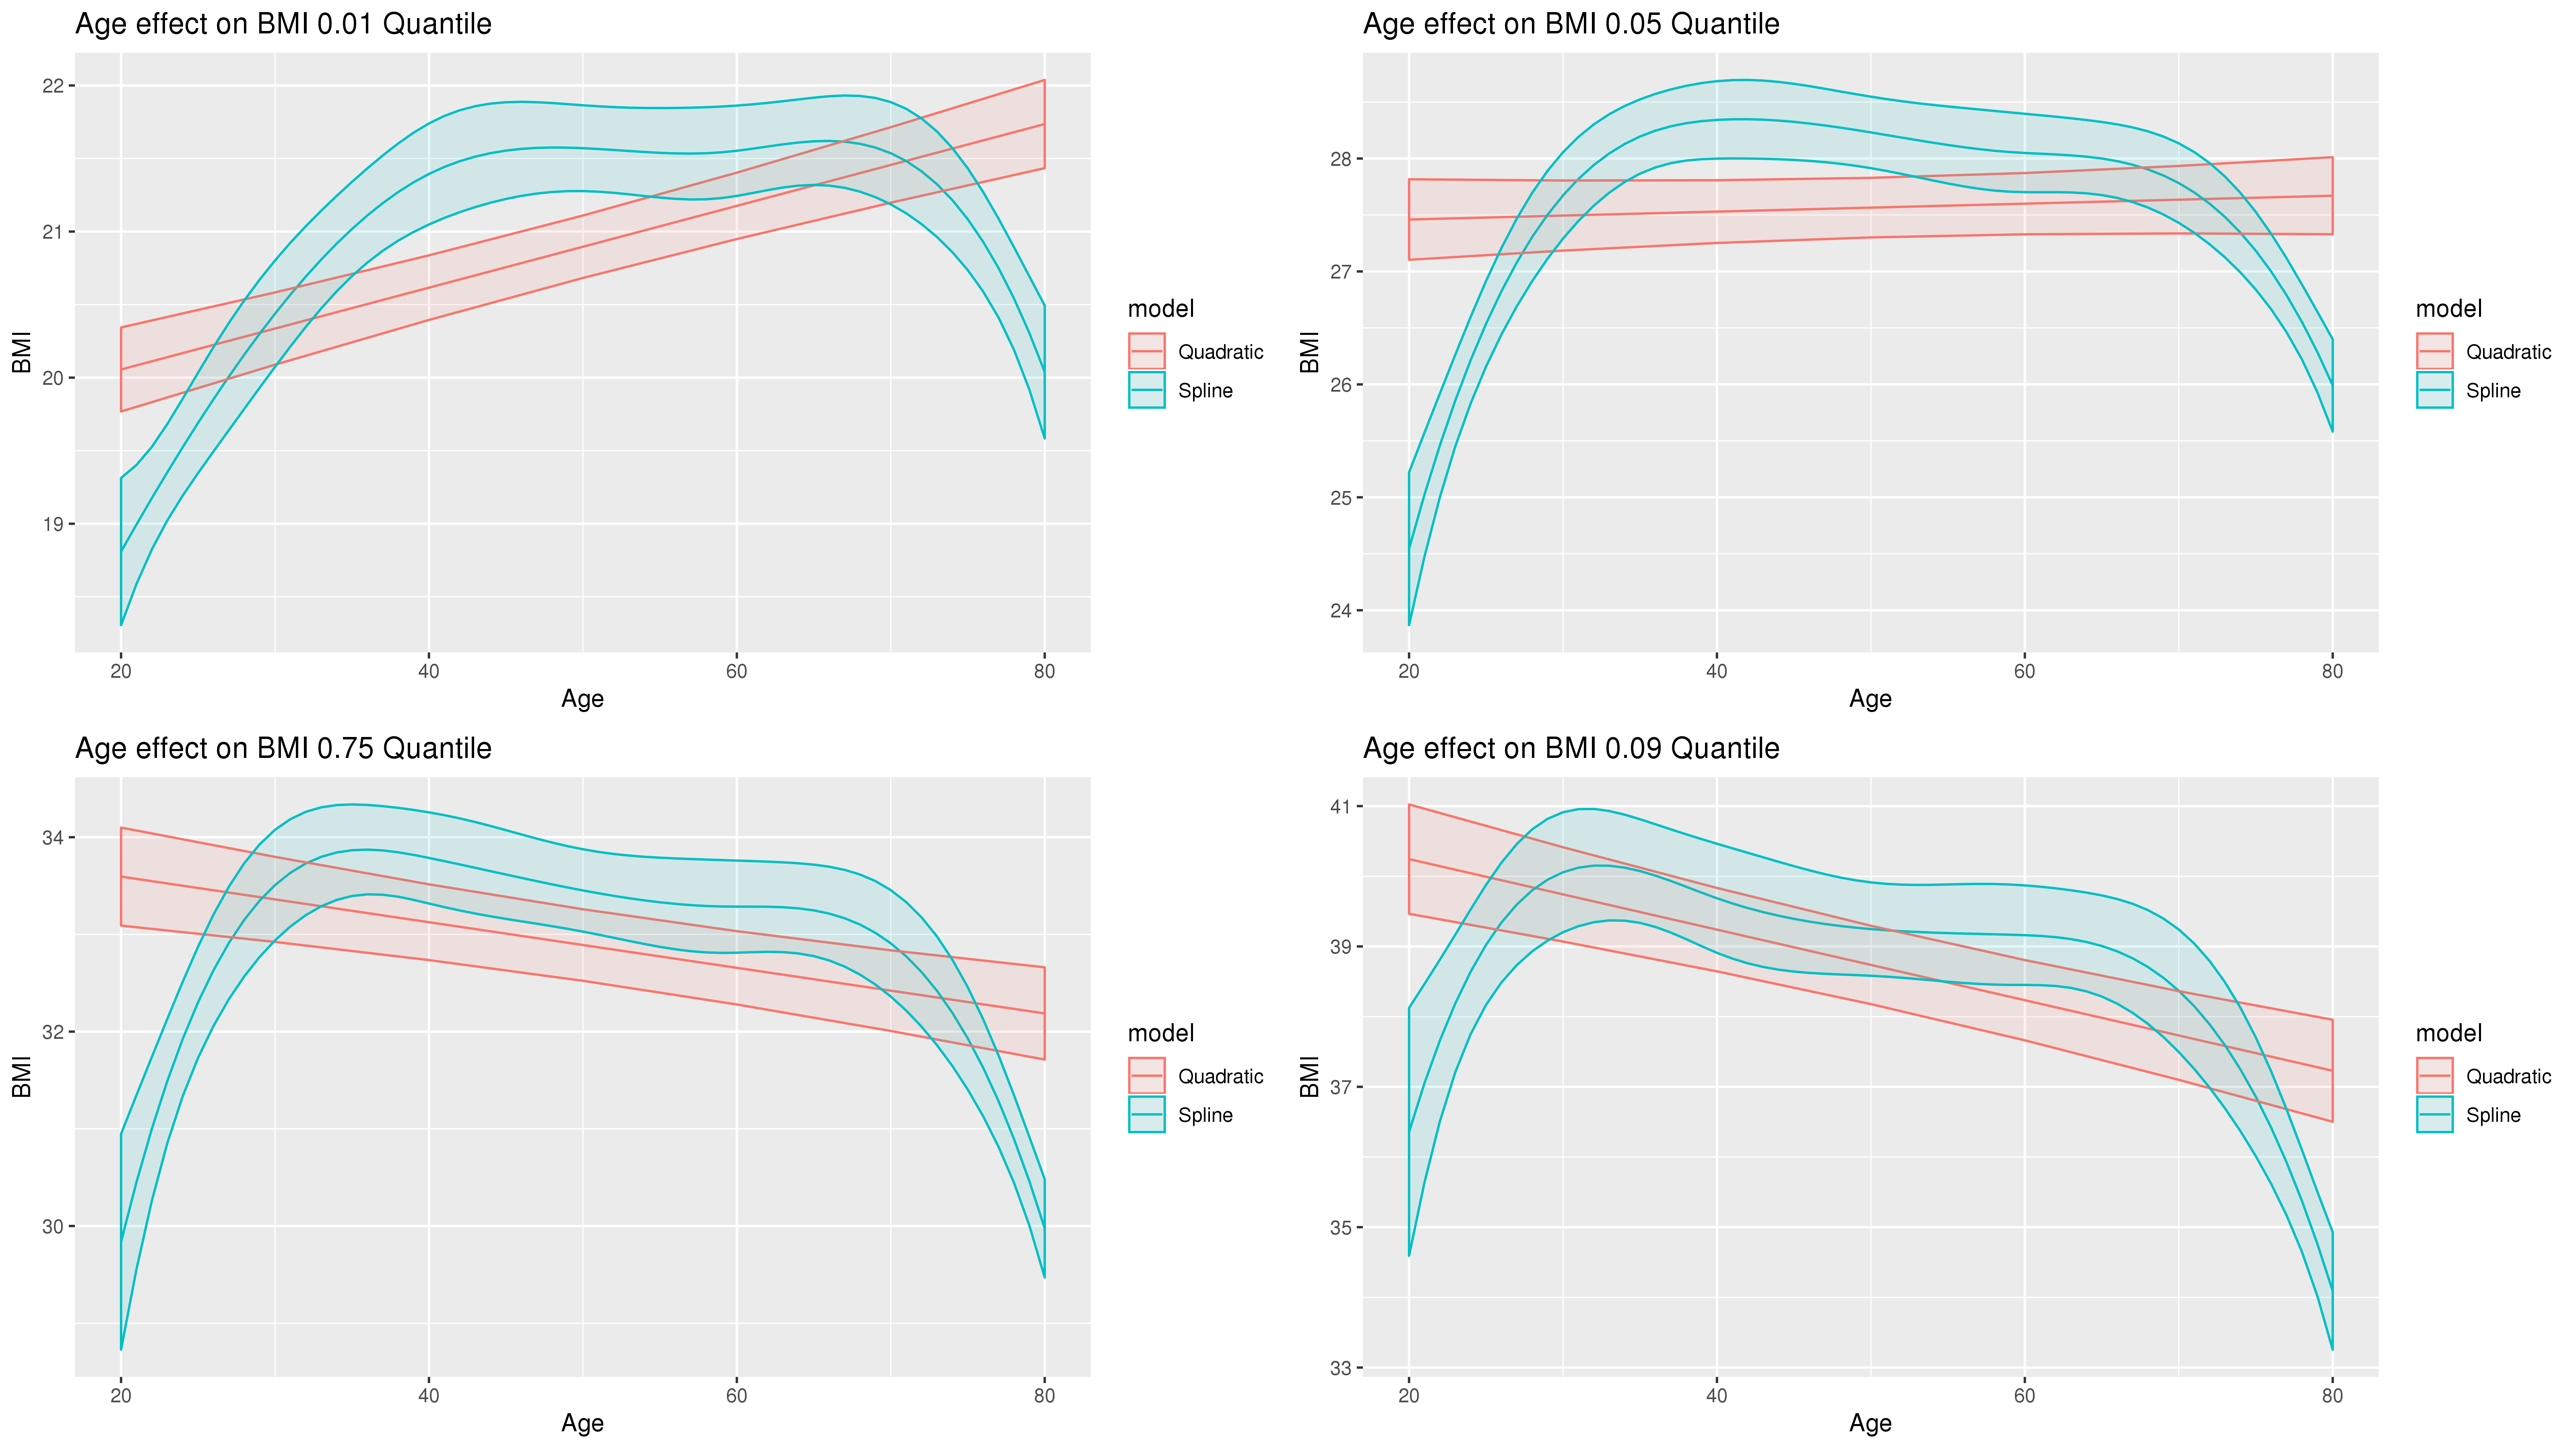 Age effect on BMI 0.01 Quantile
22
21
20
19
BMI
20 40 60 80
Age
model
Quadratic
Spline
Age effect on BMI 0.05 Quantile
28
27
26
25
24
BMI
20 40 60 80
Age
model
Quadratic
Spline
Age effect on BMI 0.75 Quantile
34
32
30
BMI
20 40 60 80
Age
model
Quadratic
Spline
Age effect on BMI 0.09 Quantile
41
39
37
35
33
BMI
20 40 60 80
Age
model
Quadratic
Spline